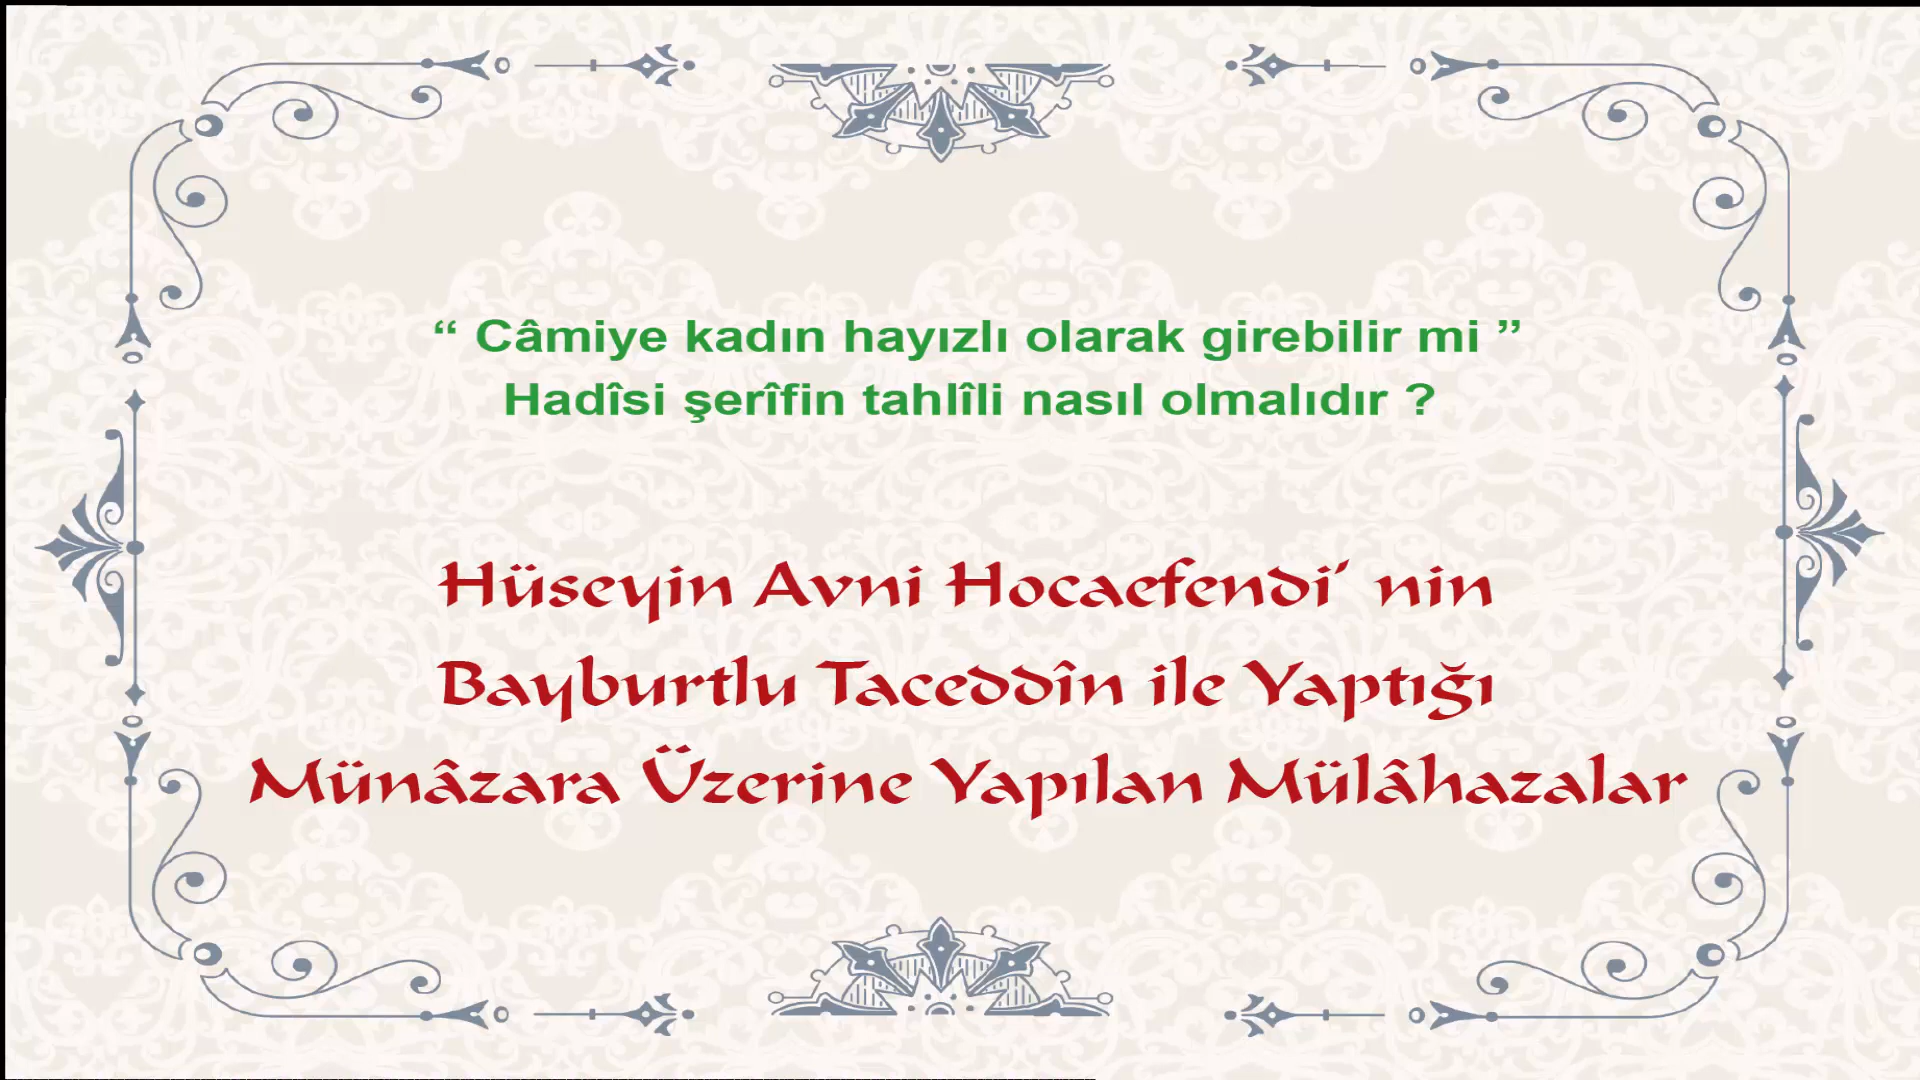 “ Câmiye kadın hayızlı olarak girebilir mi ”
Hadîsi şerîfin tahlîli nasıl olmalıdır ?
Hüseyin Avni Hocaefendi’ nin
Bayburtlu Taceddîn ile Yaptığı
Münâzara Üzerine Yapılan Mülâhazalar